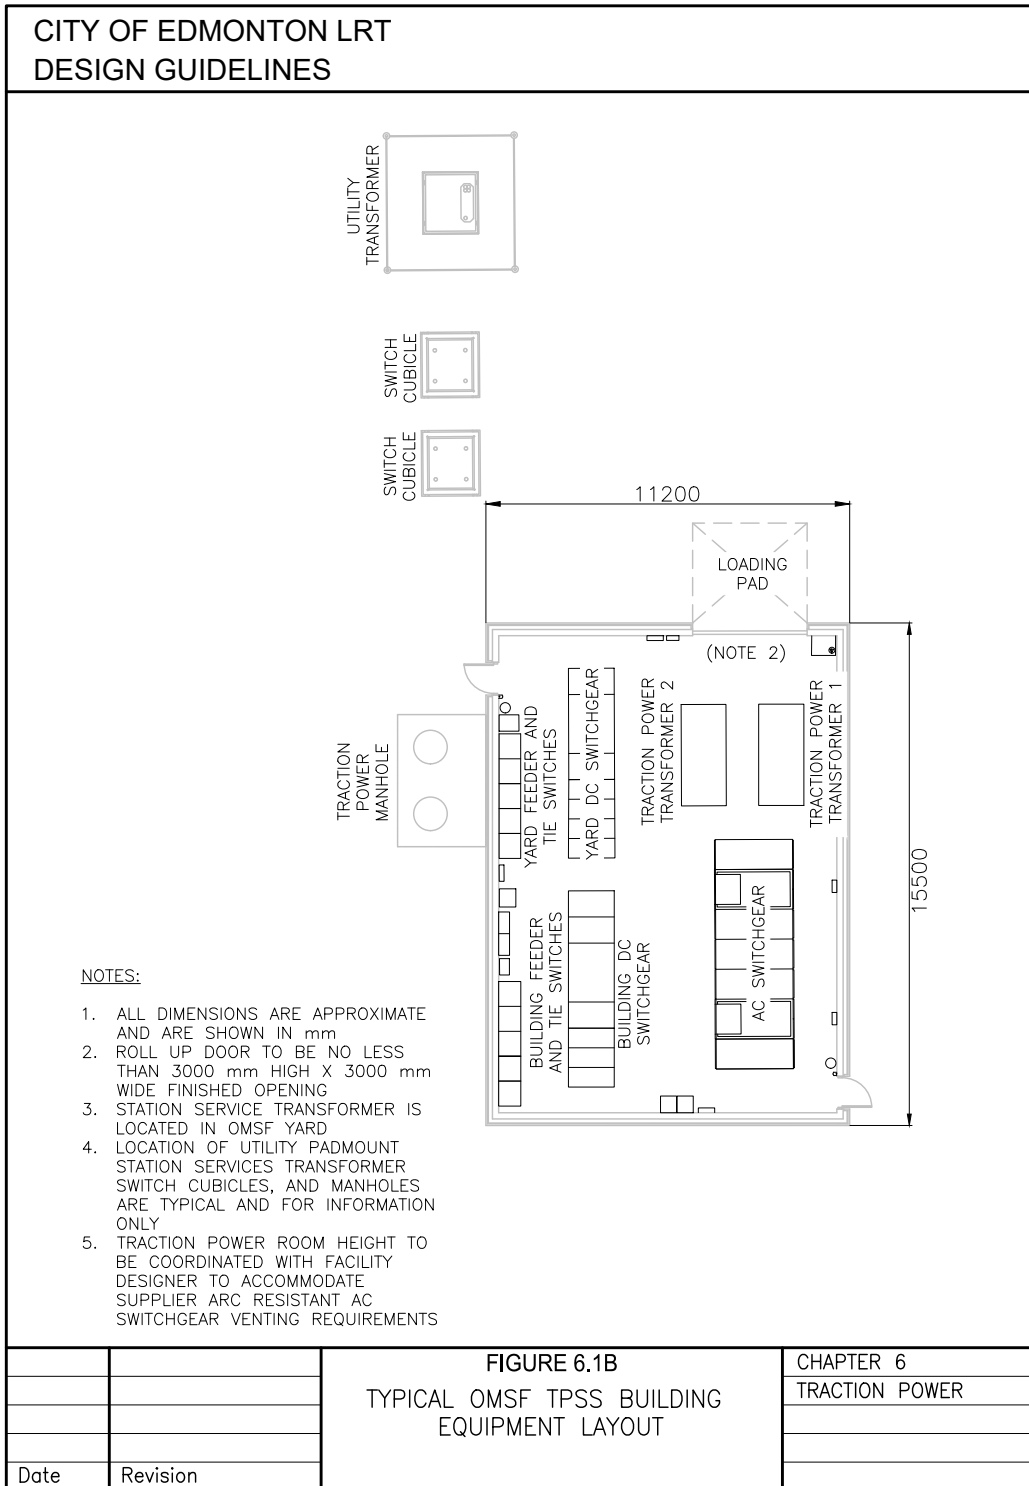 CITY OF EDMONTON LRT
DESIGN GUIDELINES
UTILITY
TRANSFORMER
SWITCH
CUBICLE
SWITCH
CUBICLE
11200
LOADING
PAD
(NOTE 2)
TRACTION
POWER
MANHOLE
YARD FEEDER AND
TIE SWITCHES
YARD DC SWITCHGEAR
TRACTION POWER
TRANSFORMER 2
TRACTION POWER
TRANSFORMER 1
15500
BUILDING FEEDER
AND TIE SWITCHES
BUILDING DC
SWITCHGEAR
AC SWITCHGEAR
NOTES:
1. ALL DIMENSIONS ARE APPROXIMATE
AND ARE SHOWN IN mm
2. ROLL UP DOOR TO BE NO LESS
THAN 3000 mm HIGH X 3000 mm
WIDE FINISHED OPENING
3. STATION SERVICE TRANSFORMER IS
LOCATED IN OMSF YARD
4. LOCATION OF UTILITY PADMOUNT
STATION SERVICES TRANSFORMER
SWITCH CUBICLES, AND MANHOLES
ARE TYPICAL AND FOR INFORMATION
ONLY
5. TRACTION POWER ROOM HEIGHT TO
BE COORDINATED WITH FACILITY
DESIGNER TO ACCOMMODATE
SUPPLIER ARC RESISTANT AC
SWITCHGEAR VENTING REQUIREMENTS
FIGURE 6.1B
TYPICAL OMSF TPSS BUILDING
EQUIPMENT LAYOUT
CHAPTER 6
TRACTION POWER
Date
Revision